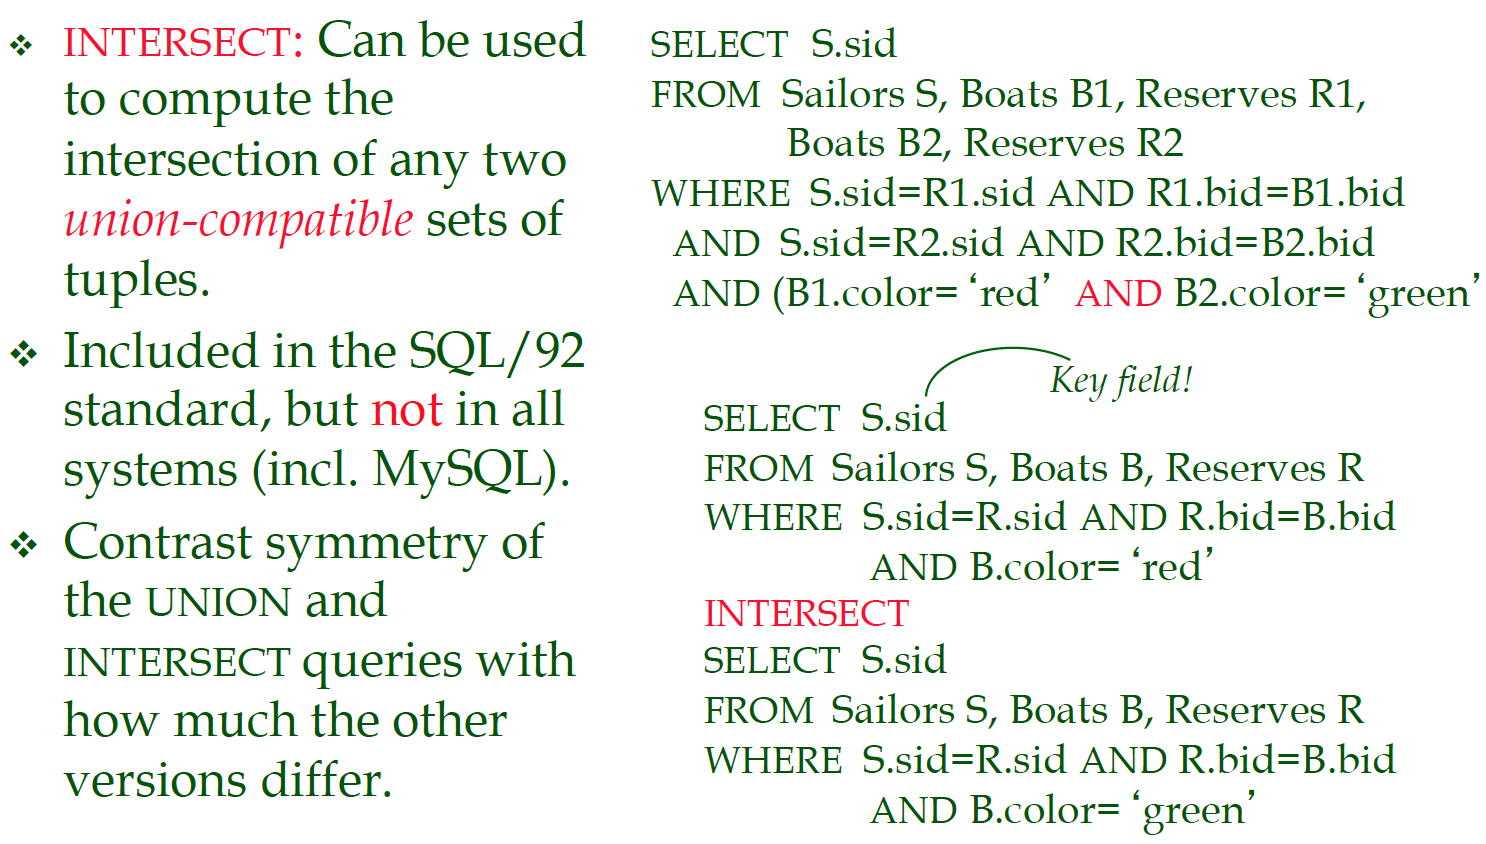 ❖ INTERSECT: Can be used
to compute the
intersection of any two
union-compatible sets of
tuples.
❖ Included in the SQL/92
standard, but not in all
systems (incl. MySQL).
❖ Contrast symmetry of
the UNION and
INTERSECT queries with
how much the other
versions differ.
SELECT S.sid
FROM Sailors S, Boats B1, Reserves R1,
Boats B2, Reserves R2
WHERE S.sid=R1.sid AND R1.bid=B1.bid
AND S.sid=R2.sid AND R2.bid=B2.bid
AND (B1.color= ‘red’ AND B2.color= ‘green’
Key field!
SELECT S.sid
FROM Sailors S, Boats B, Reserves R
WHERE S.sid=R.sid AND R.bid=B.bid
AND B.color= ‘red’
INTERSECT
SELECT S.sid
FROM Sailors S, Boats B, Reserves R
WHERE S.sid=R.sid AND R.bid=B.bid
AND B.color= ‘green’